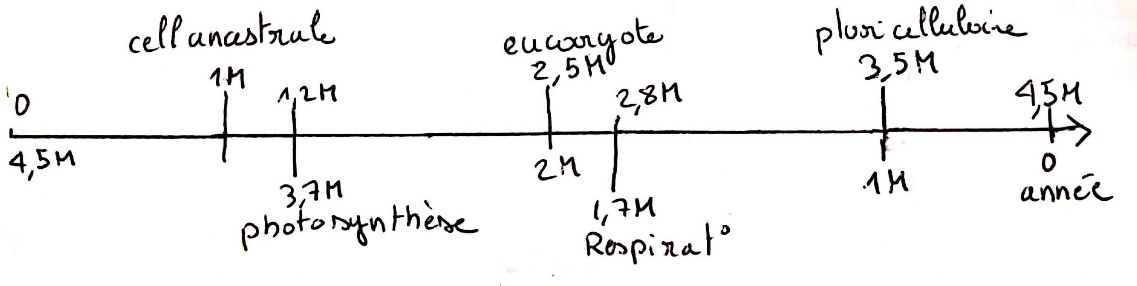 cell ancestrale
eucaryote
pluricellulaire
0
1M
1,2M
2,5M
2,8M
3,5M
4,5M
4,5M
3,7M
photosynthèse
2M
1,7M
Respirat°
1M
0
année